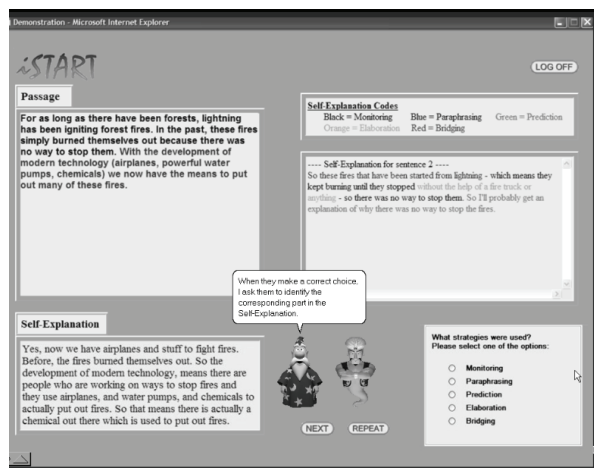 Demonstration - Microsoft Internet Explorer
iSTART
LOG OFF
Passage
For as long as there have been forests, lightning
has been igniting forest fires. In the past, these fires
simply burned themselves out because there was
no way to stop them. With the development of
modern technology (airplanes, powerful water
pumps, chemicals) we now have the means to put
out many of these fires.
Self-Explanation Codes
Black = Monitoring Blue = Paraphrasing Green = Prediction
Orange = Elaboration Red = Bridging
---- Self-Explanation for sentence 2 ----
So these fires that have been started from lightning - which means they
kept burning until they stopped without the help of a fire truck or
anything - so there was no way to stop them. So I'll probably get an
explanation of why there was no way to stop the fires.
When they make a correct choice,
I ask them to identify the
corresponding part in the
Self-Explanation.
Self-Explanation
Yes, now we have airplanes and stuff to fight fires.
Before, the fires burned themselves out. So the
development of modern technology, means there are
people who are working on ways to stop fires and
they use airplanes, and water pumps, and chemicals to
actually put out fires. So that means there is actually a
chemical out there which is used to put out fires.
NEXT REPEAT
What strategies were used?
Please select one of the options:
Monitoring
Paraphrasing
Prediction
Elaboration
Bridging